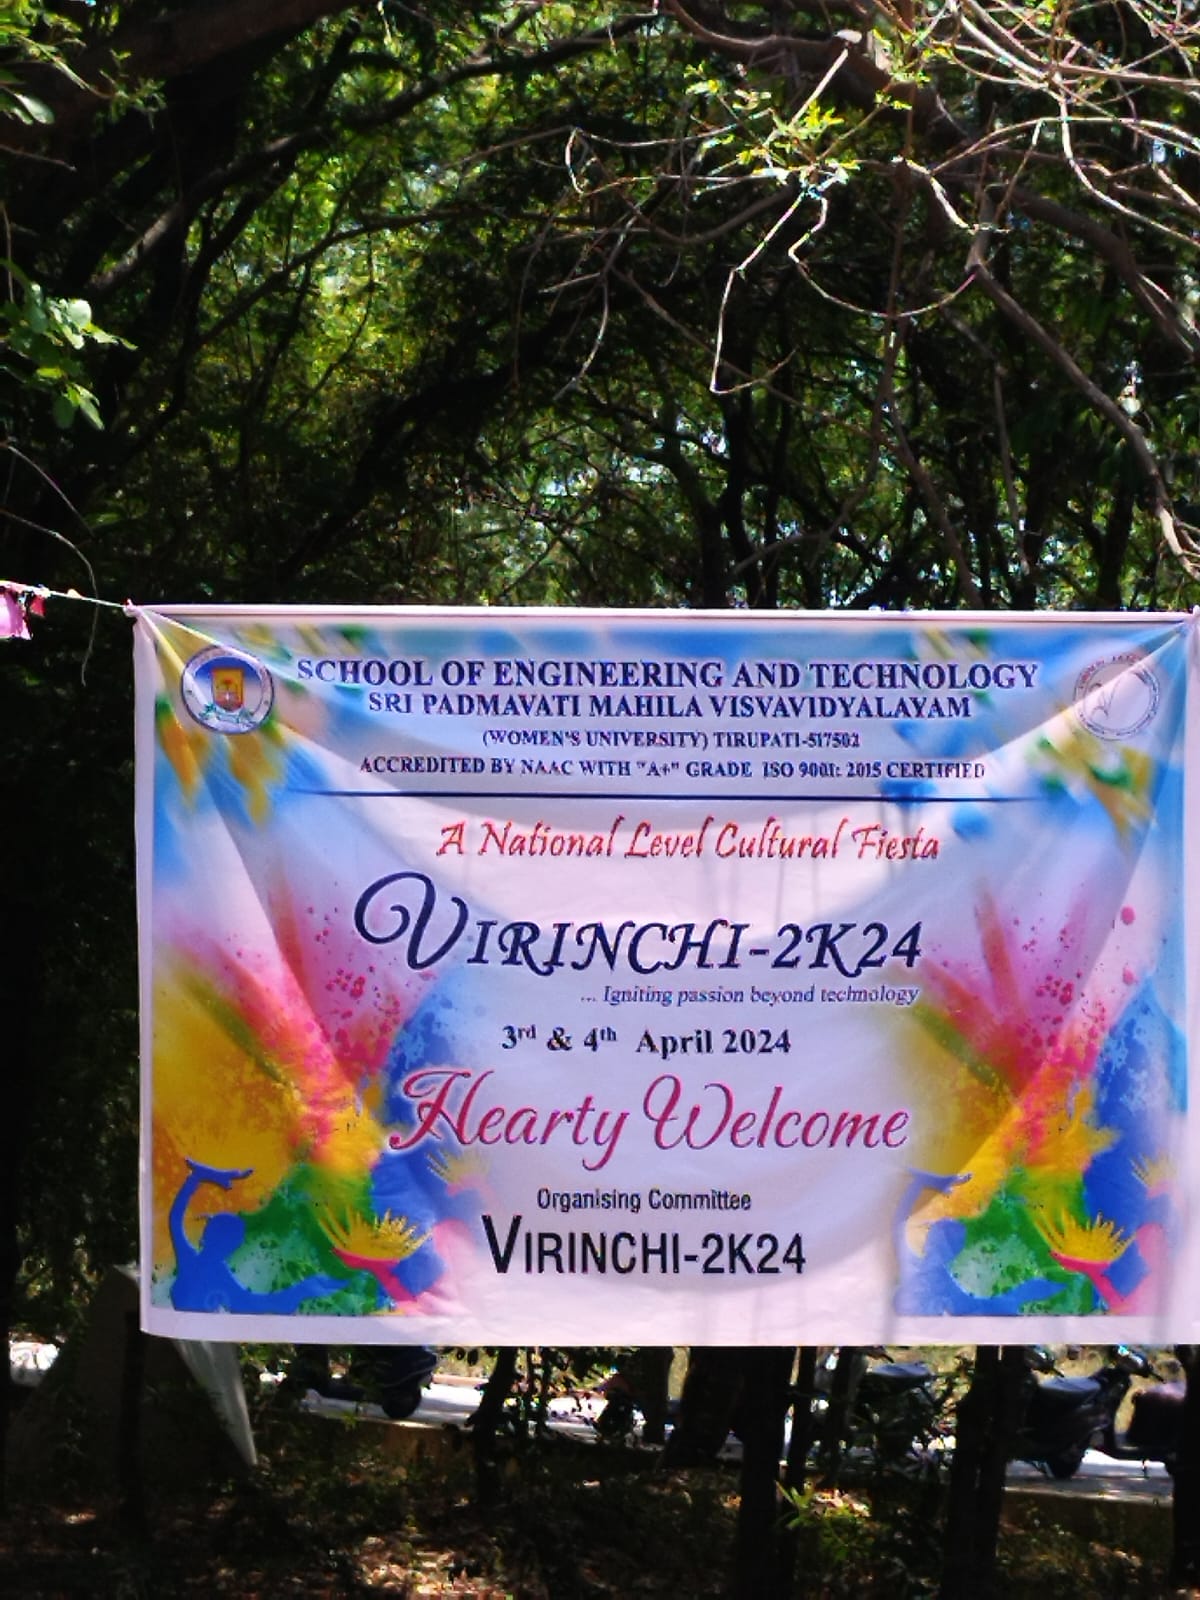 SCHOOL OF ENGINEERING AND TECHNOLOGY
SRI PADMAVATI MAHILA VISVAVIDYALAYAM
(WOMEN'S UNIVERSITY) TIRUPATI-517502
ACCREDITED BY NAAC WITH "A+" GRADE ISO 9001: 2015 CERTIFIED
A National Level Cultural Fiesta
VIRINCHI-2K24
... Igniting passion beyond technology
3rd & 4th April 2024
Hearty Welcome
Organising Committee
VIRINCHI-2K24